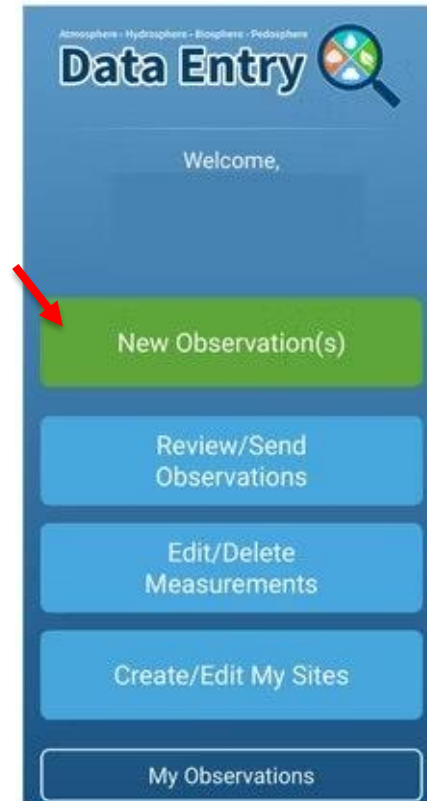 Atmosphere - Hydrosphere - Biosphere - Pedosphere
Data Entry
Welcome,
New Observation(s)
Review/Send
Observations
Edit/Delete
Measurements
Create/Edit My Sites
My Observations